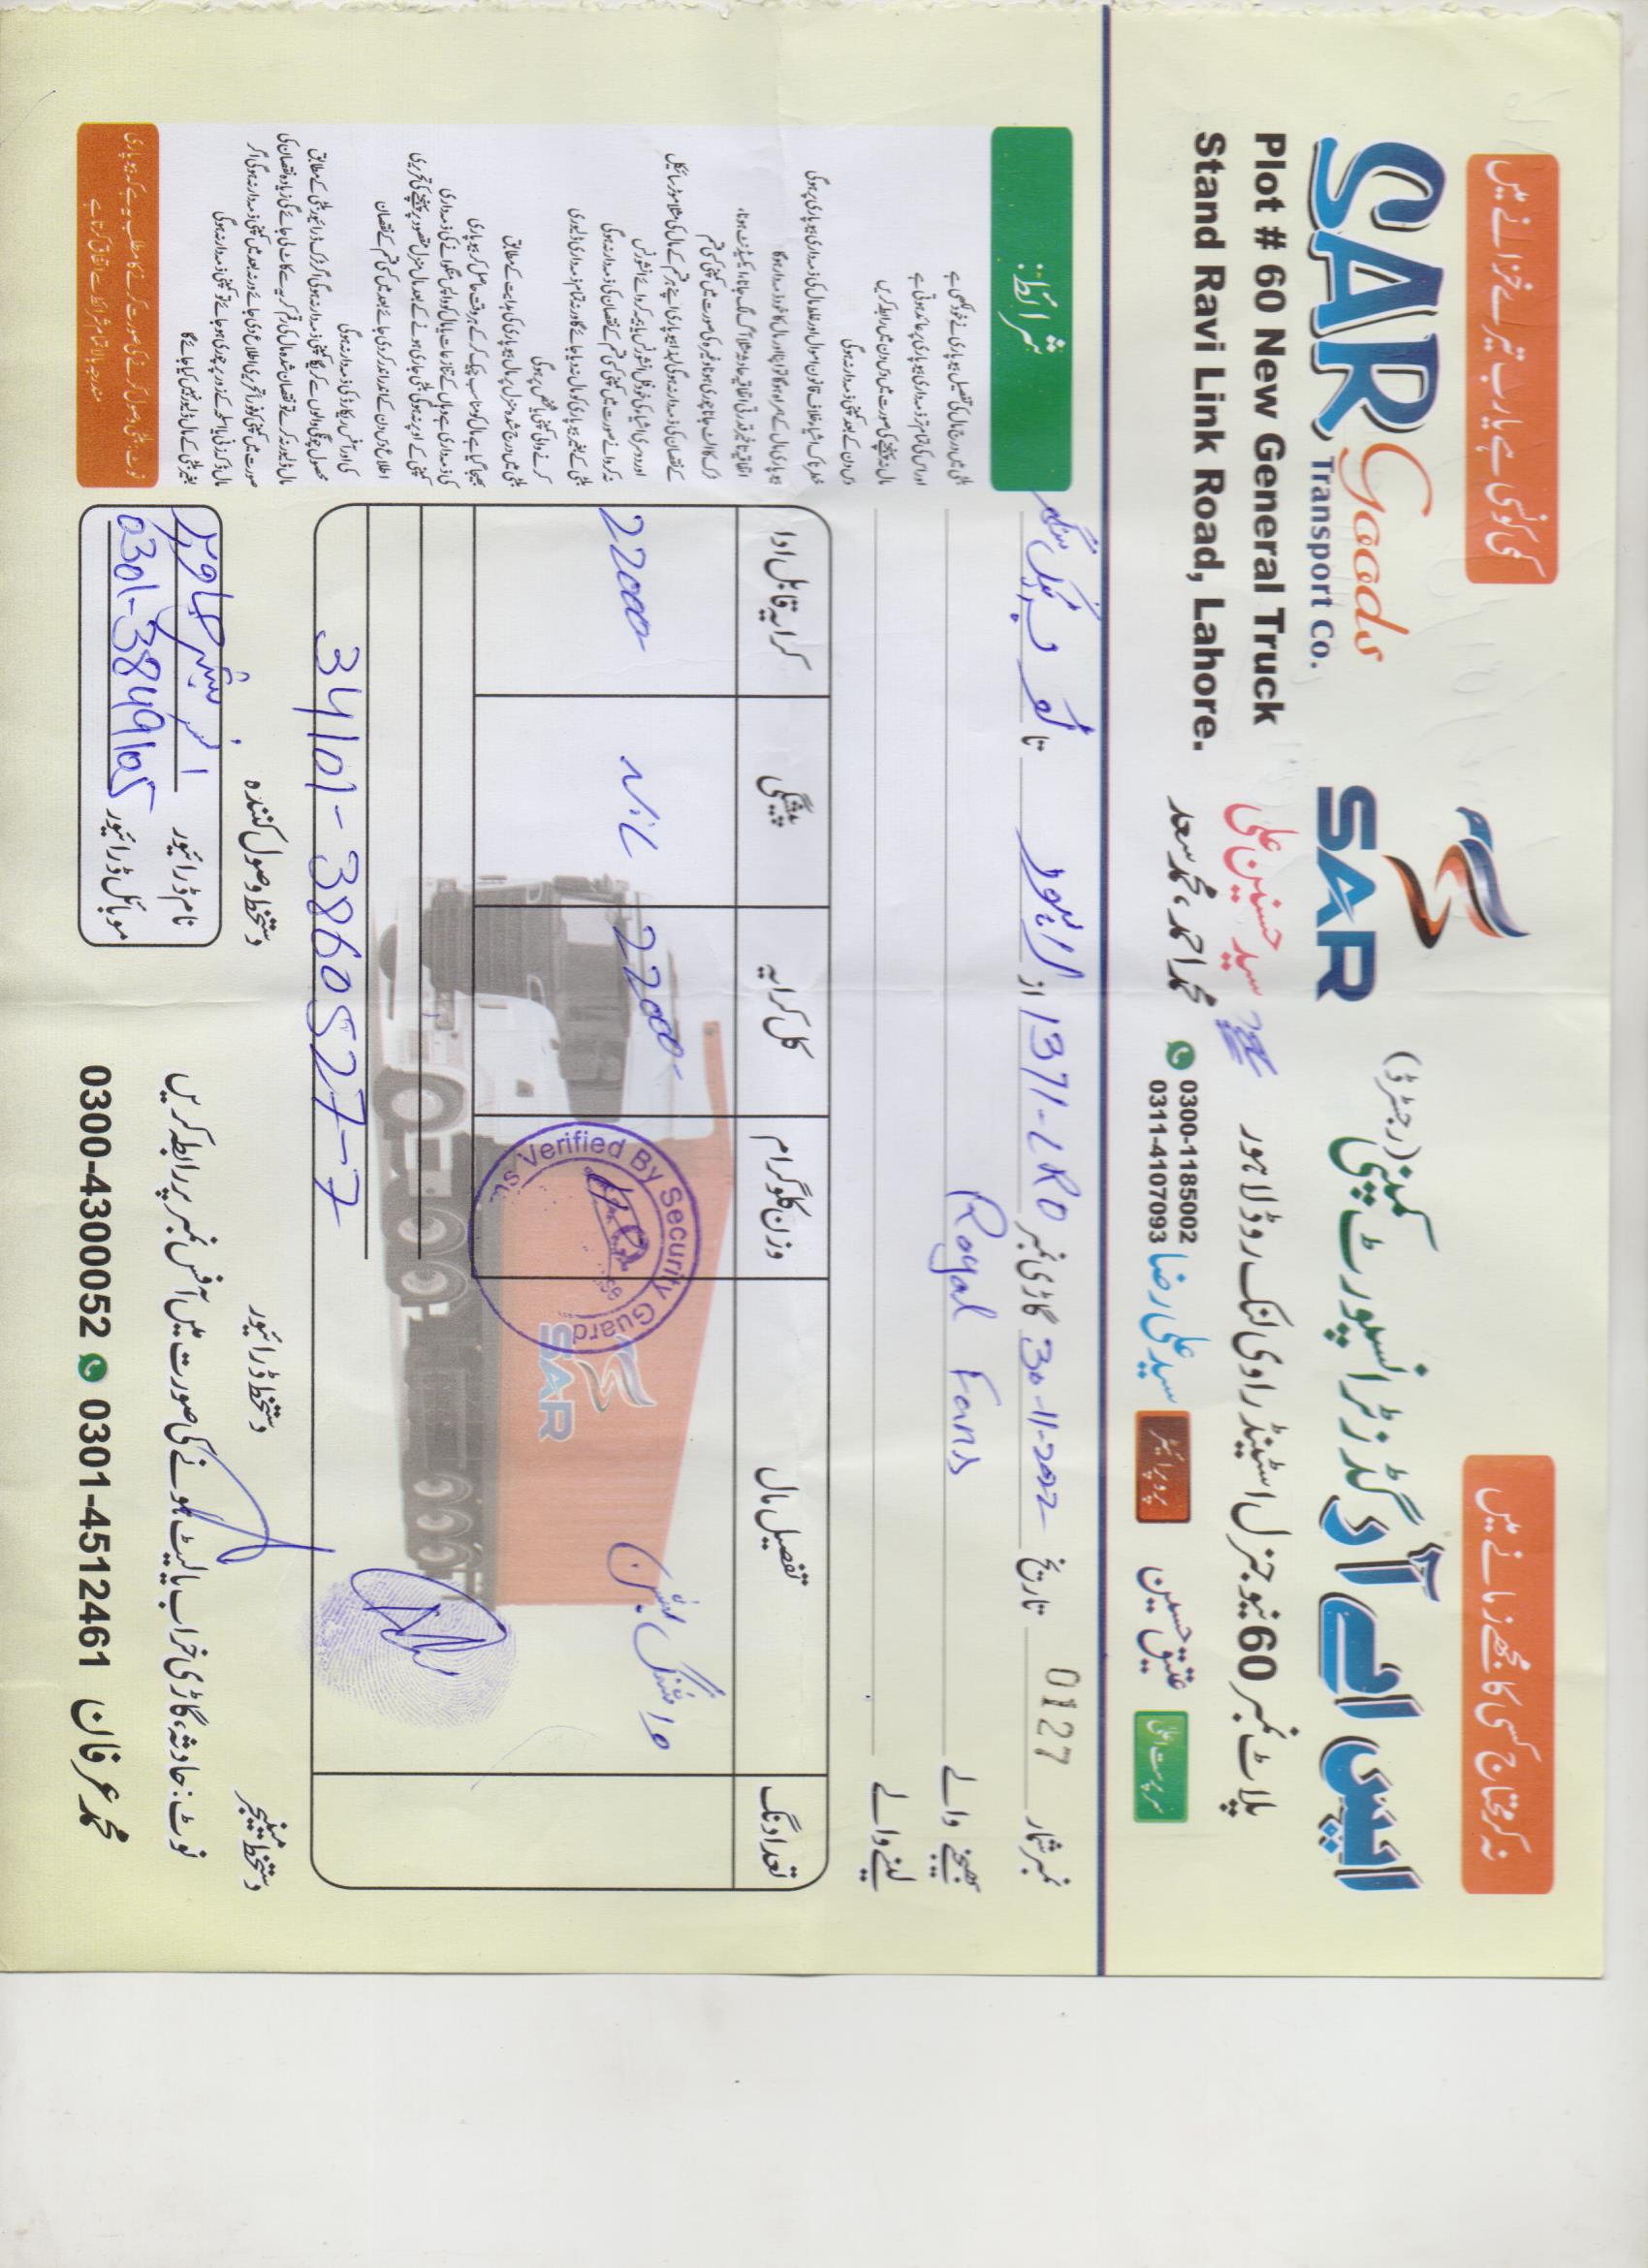 نہ کر محتاج کسی کا مجھے زمانے میں
کمی کونسی ہے یا رب تیرے خزانے میں
ایس اے آر گڈز ٹرانسپورٹ کمپنی (رجسٹرڈ)
SAR
SAR Goods
Transport Co.
Plot # 60 New General Truck
Stand Ravi Link Road, Lahore.
پلاٹ نمبر 60 نیو جنرل اسٹینڈ راوی لنک روڈ لاہور
سید حسنین علی
محمد احمد، محمد سعد
سرپرست اعلیٰ عتیق حسین پروپرائیٹر سید علی رضا
0300-1185002
0311-4107093
نمبر شمار 0127 تاریخ 30-11-2022 گاڑی نمبر 1371-LRD از لاہور تا ٹوبہ ٹیک سنگھ
بھیجنے والے Royal Fans
لینے والے
تعداد نگ تفصیل مال وزن کلوگرام کل کرایہ پیشگی کرایہ قابل ادا
واشنگ 22000 Nil 22000
Verified By Security Guard
SAR
34101-3860527-7
دستخط مینیجر دستخط ڈرائیور دستخط وصول کنندہ
نوٹ: حادثہ، گاڑی خراب یا لیٹ ہونے کی صورت میں آفس نمبر پر رابطہ کریں
محمد عرفان 0301-4512461 0300-4300052
نام ڈرائیور جاوید
موبائل ڈرائیور 0301-3849105
شرائط:
بلٹی میں درج مال کی تفصیل بیوپاری نے خود لکھی ہے
اور اس کی تمام تر ذمہ داری بیوپاری پر عائد ہوتی ہے
مال نہ پہنچنے کی صورت میں دس دن میں رابطہ کریں
دس دن کے بعد کمپنی ذمہ دار نہ ہوگی
خطرناک اشیاء خلاف قانون اموال اور غلط مال کی ذمہ داری بیوپاری پر ہوگی
بیوپاری مال کے ہمراہ ہوگا تو اپنا اور مال کا خود ذمہ دار ہوگا
اتفاقیہ تاخیر قدرتی اتفاقیہ حادثہ مثلا آگ لگ جانا، ایکسیڈنٹ ہونا،
ٹرک کا الٹ جانا چوری ہونا وغیرہ کی صورت میں کمپنی کسی قسم
کے نقصان کی ذمہ دار نہ ہوگی لہذا بیوپاری اپنے ہر قسم کے مال کی مثلا موٹر سائیکل
اور دوسری اشیاء کی خود فل انشورنس یا بیمہ کروائے انشورنس
نہ کروانے صورت میں کمپنی کسی قسم کے نقصان کی ذمہ دار نہ ہوگی
بلٹی کے بغیر بیوپاری کو مال نہ دیا جائے گا ورنہ تمام ذمہ داری ڈلیوری
کرنے والی کمپنی یا شخص پر ہوگی
بلٹی میں درج شدہ منزل پر مال بیوپاری کی ہدایت کے مطابق
بھیجا گیا ہے مال کو مناسب چیک کر کے ہر وقت حاصل کر بیوپاری
کی ذمہ داری ہے وہاں کے تنازعات یا مال کو واپس منگوانے کی ذمہ داری
کمپنی کے اوپر نہ ہوگی بلٹی جاری ہونے کے بعد مال منزل مقصود پر پہنچنے کی تحریری
اطلاع دس دن کے اندر اندر کر دی جائے بعد میں کسی قسم کے نقصان
کی اور آفس ریکارڈ کی ذمہ دار نہ ہوگی
محصول چونگی والوں سے کریگا کمپنی ذمہ دار نہ ہوگی اگر ٹرک ڈرائیور بلٹی کے مطابق
مال ڈلیور نہ کرے تو نقصان شدہ مال کی رقم کرایہ سے کاٹ لی جائے گی زیادہ نقصان کی
صورت میں کمپنی کو فوراً تحریری اطلاع دی جائے ورنہ بعد میں کمپنی ذمہ دار نہ ہوگی اگر
مال ڈکہ زنی یا اسلحہ کے زور پر چوری ہو جائے تو کمپنی ذمہ دار نہ ہوگی
بغیر بلٹی کے مال ڈلیور نہیں کیا جائے گا
نوٹ: بلٹی وصول کرنے کی صورت کرنے کا مطلب یہ ہے کہ بیوپاری
مندرجہ بالا تمام شرائط سے اتفاق کرتا ہے